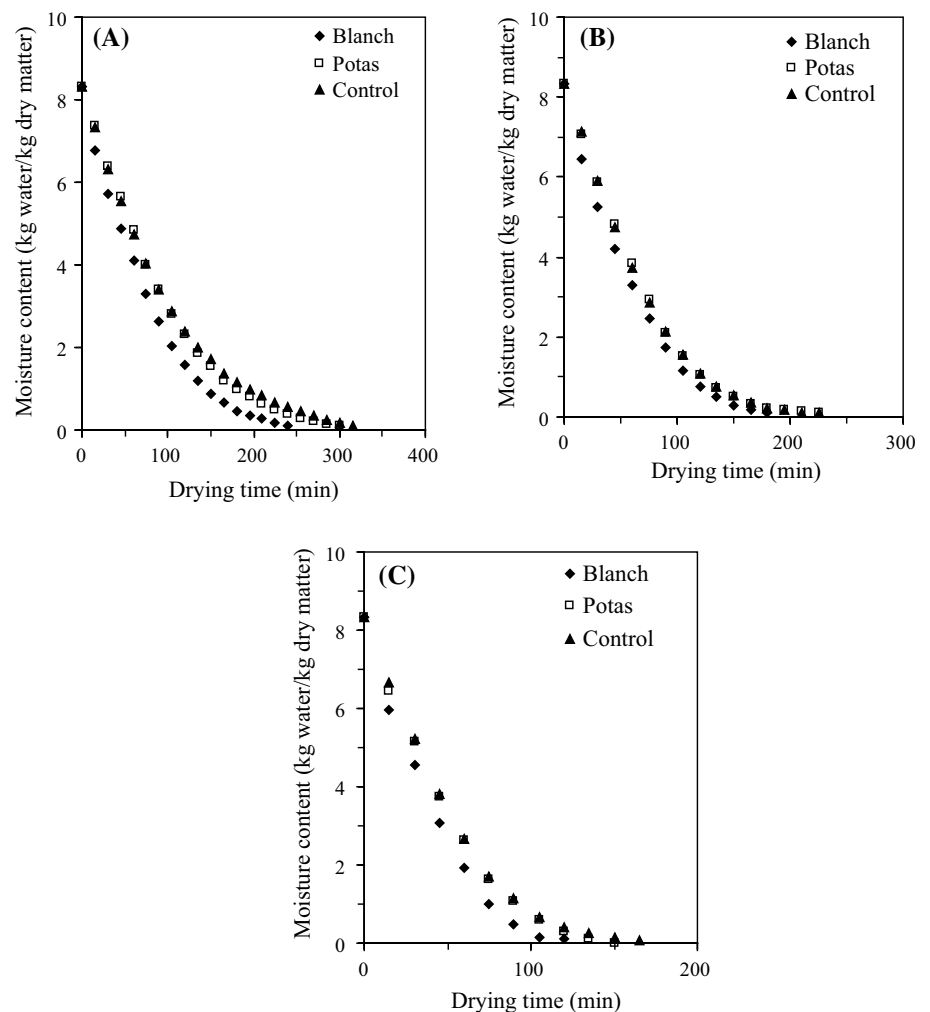 (A)
Blanch
Potas
Control
10
8
6
4
2
0
0
100
200
300
400
Moisture content (kg water/kg dry matter)
Drying time (min)
(B)
Blanch
Potas
Control
10
8
6
4
2
0
0
100
200
300
Moisture content (kg water/kg dry matter)
Drying time (min)
(C)
Blanch
Potas
Control
10
8
6
4
2
0
0
100
200
Moisture content (kg water/kg dry matter)
Drying time (min)